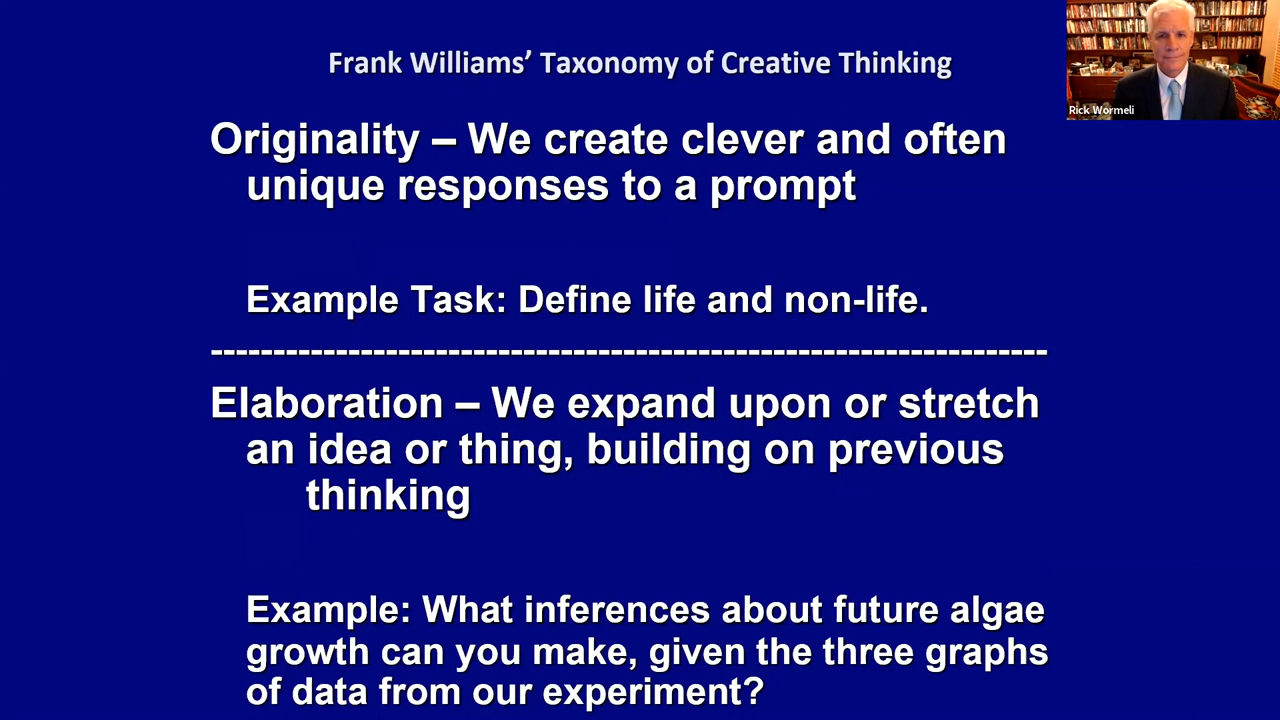 Frank Williams’ Taxonomy of Creative Thinking
Rick Wormeli
Originality – We create clever and often
unique responses to a prompt
Example Task: Define life and non-life.
-------------------------------------------------------------------
Elaboration – We expand upon or stretch
an idea or thing, building on previous
thinking
Example: What inferences about future algae
growth can you make, given the three graphs
of data from our experiment?